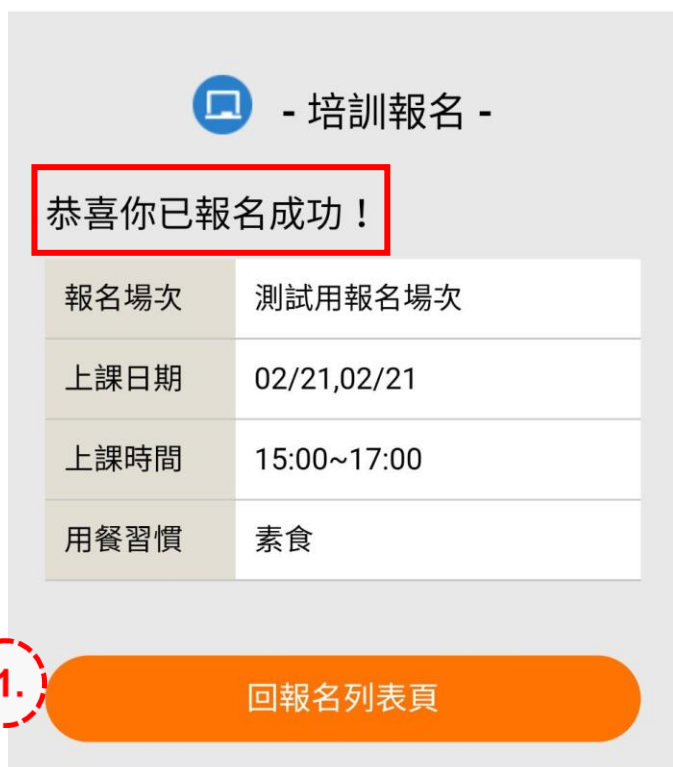 - 培訓報名 -
恭喜你已報名成功！
報名場次 測試用報名場次
上課日期 02/21,02/21
上課時間 15:00~17:00
用餐習慣 素食
1. 回報名列表頁